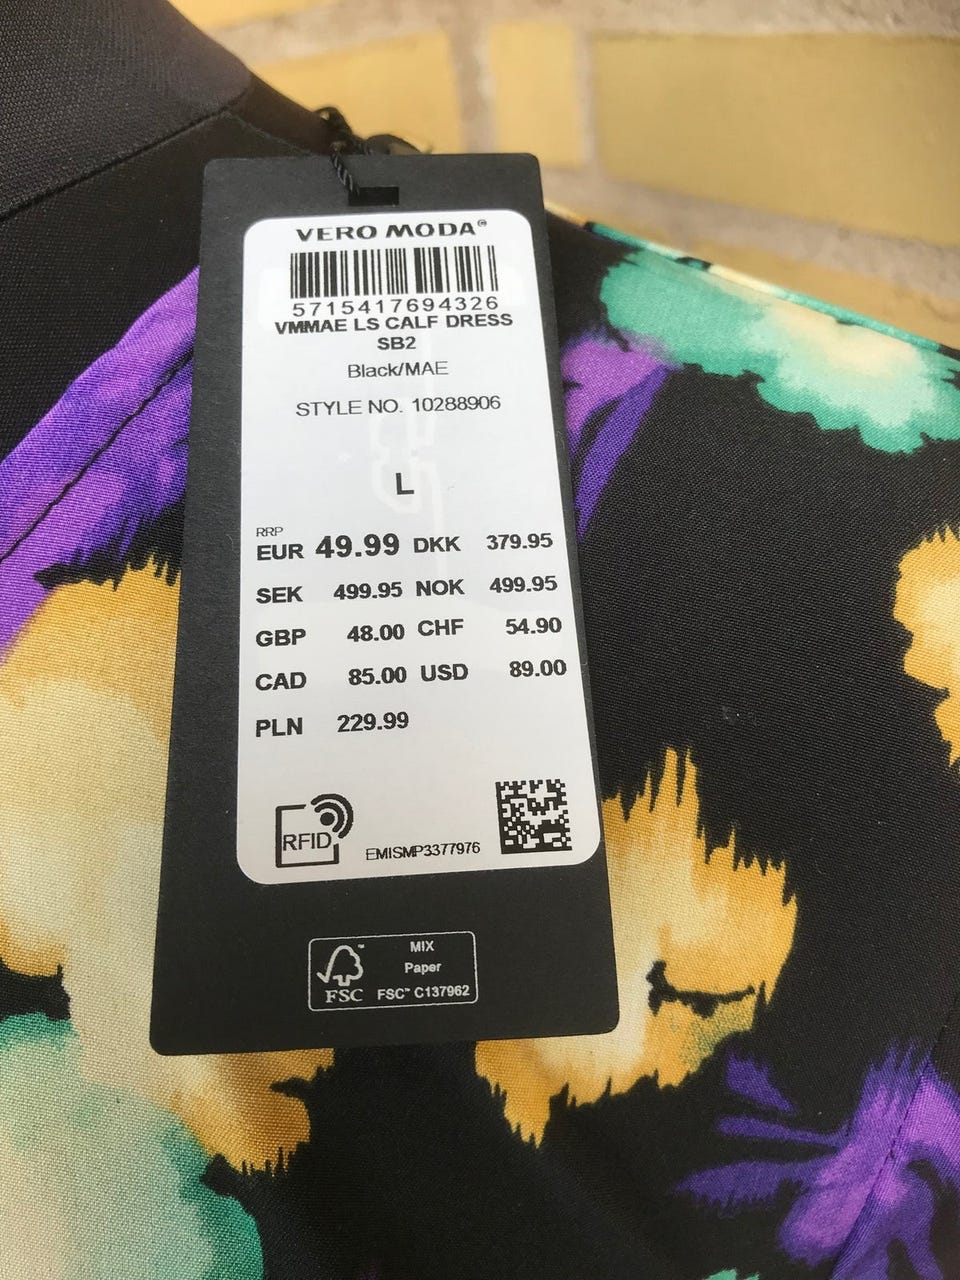 VERO MODA®
5715417694326
VMMAE LS CALF DRESS
SB2
Black/MAE
STYLE NO. 10288906
L
RRP
EUR 49.99 DKK 379.95
SEK 499.95 NOK 499.95
GBP 48.00 CHF 54.90
CAD 85.00 USD 89.00
PLN 229.99
RFID
EMISMP3377976
MIX
Paper
FSC™ C137962
FSC